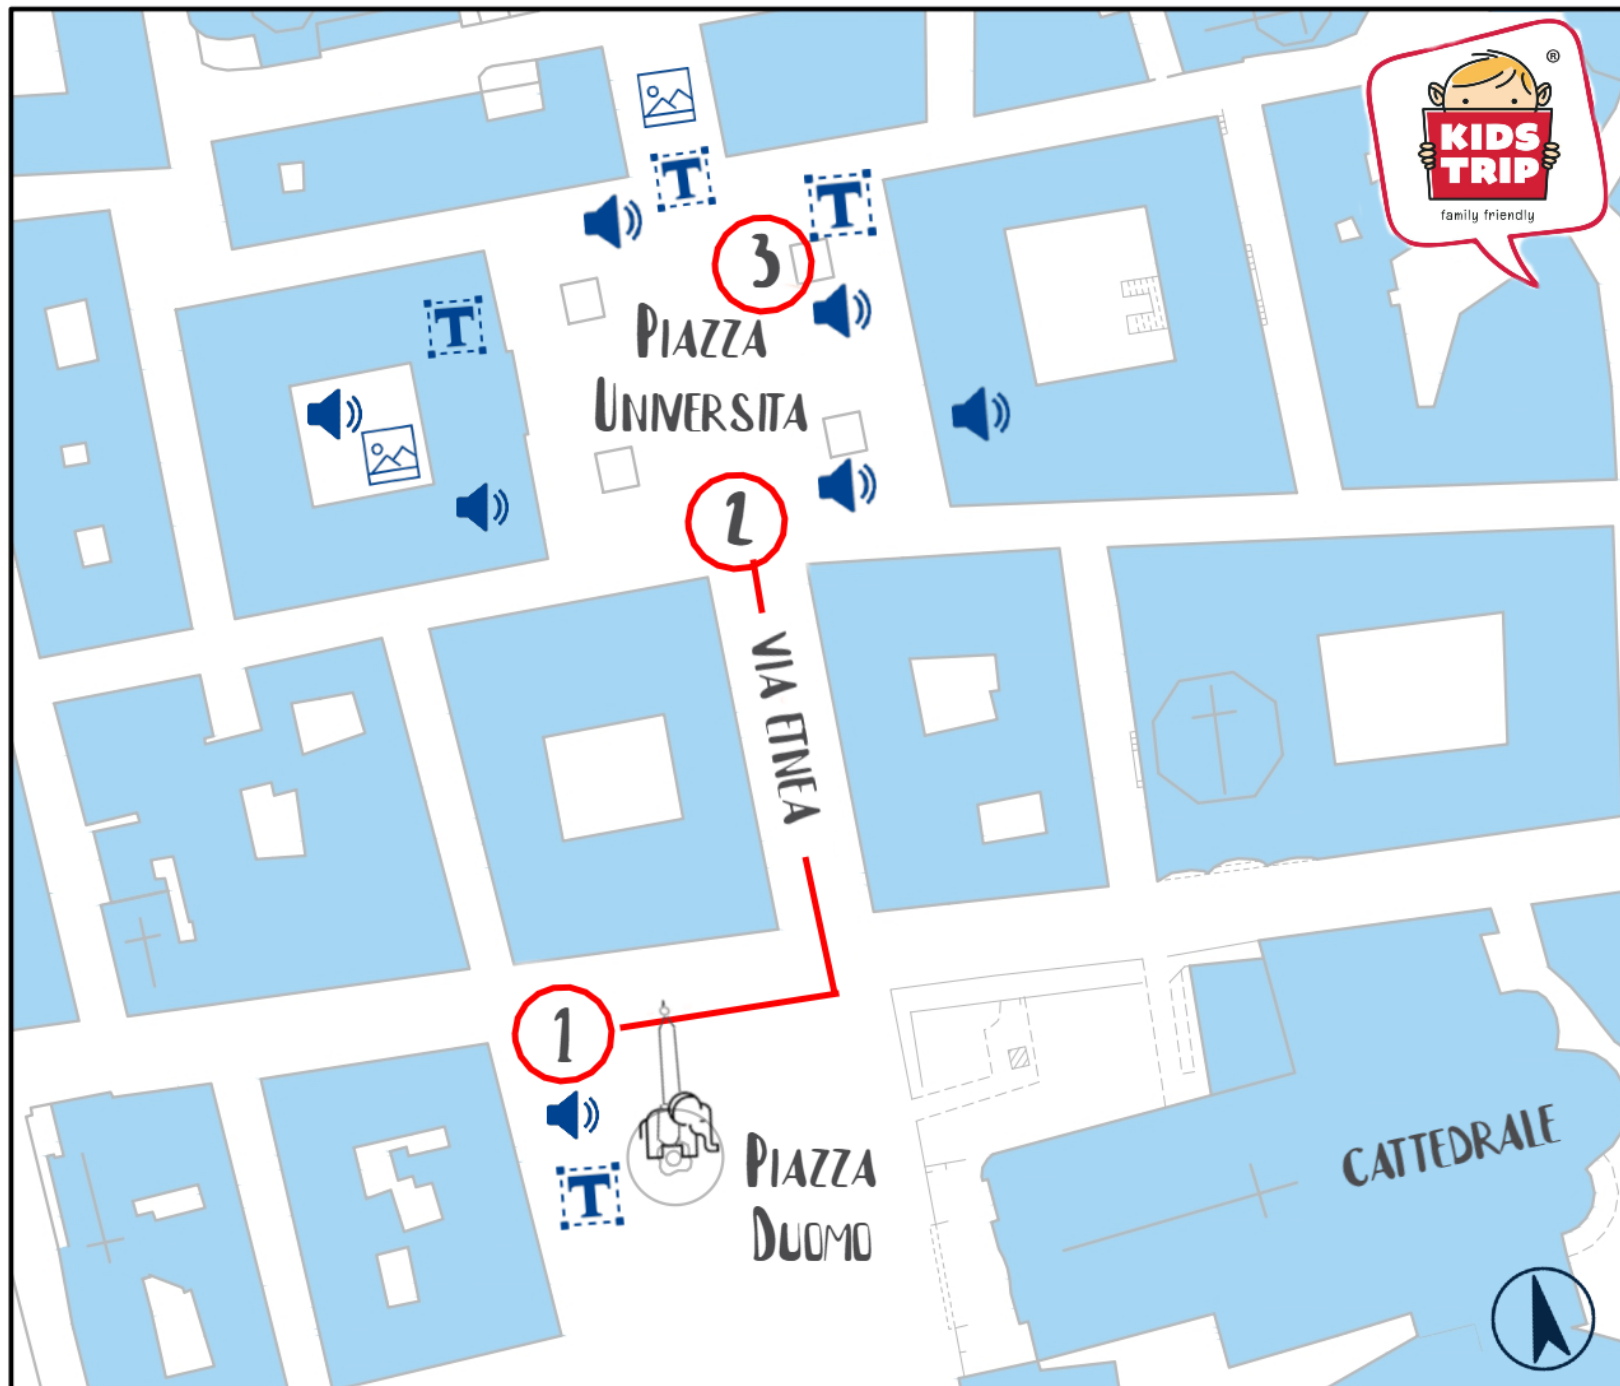 ®
KIDS
TRIP
family friendly
T
T
3
T
PIAZZA
UNIVERSITA
2
VIA ETNEA
1
T
PIAZZA
DUOMO
CATTEDRALE